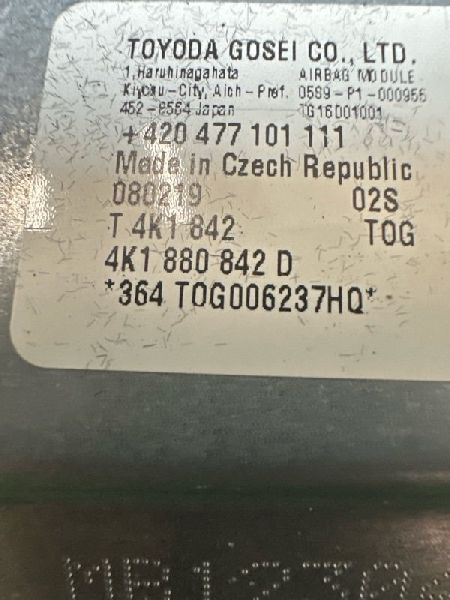 TOYODA GOSEI CO., LTD.
1, Haruhinagahata AIRBAG MODULE
Kiyosu-City, Aich-Pref. 0589-P1-000955
452-8564 Japan TG16D01001
+420 477 101 111
Made in Czech Republic
080219 02S
T 4K1 842 TOG
4K1 880 842 D
*364 TOG006237HQ*